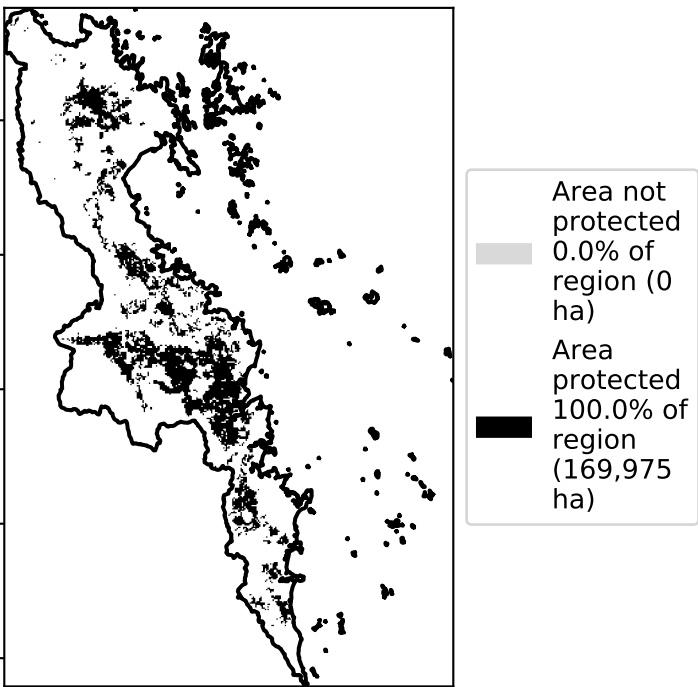 Area not
protected
0.0% of
region (0
ha)
Area
protected
100.0% of
region
(169,975
ha)